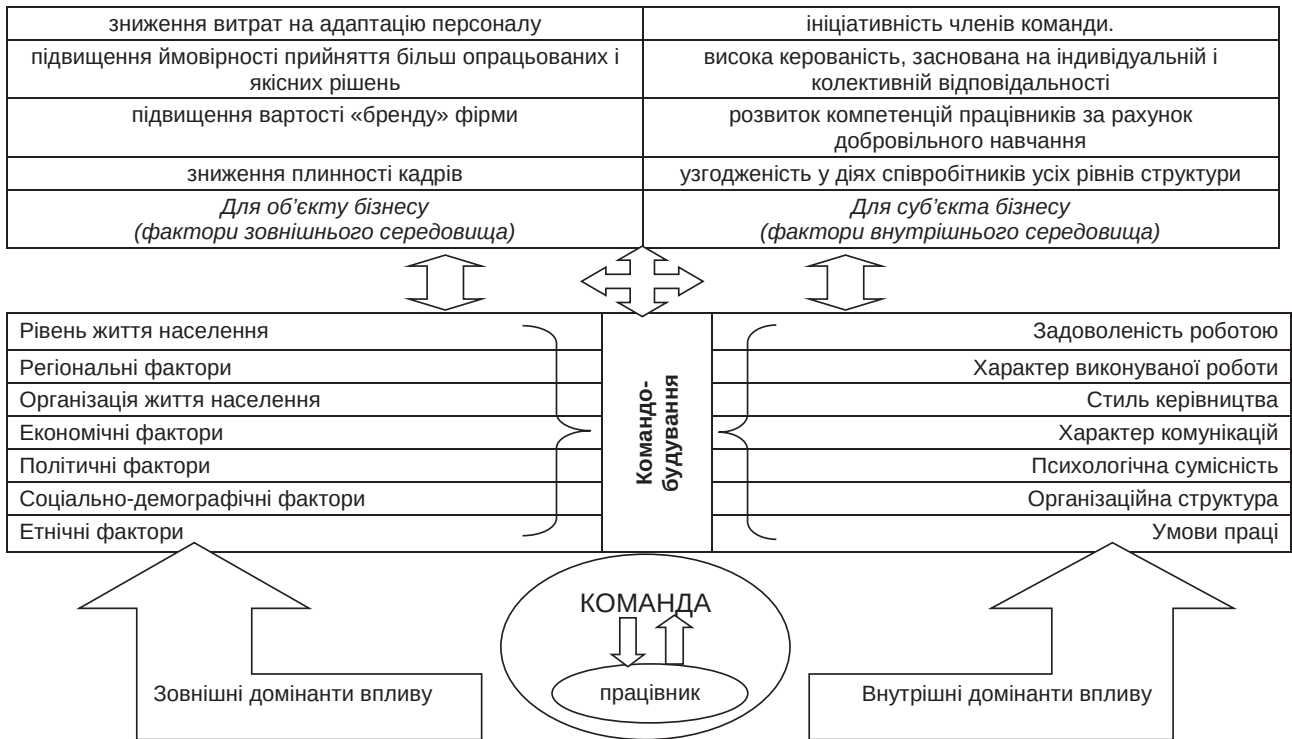 зниження витрат на адаптацію персоналу
ініціативність членів команди.
підвищення ймовірності прийняття більш опрацьованих і
якісних рішень
висока керованість, заснована на індивідуальній і
колективній відповідальності
підвищення вартості «бренду» фірми
розвиток компетенцій працівників за рахунок
добровільного навчання
зниження плинності кадрів
узгодженість у діях співробітників усіх рівнів структури
Для об’єкту бізнесу
(фактори зовнішнього середовища)
Для суб’єкта бізнесу
(фактори внутрішнього середовища)
Рівень життя населення
Регіональні фактори
Організація життя населення
Економічні фактори
Політичні фактори
Соціально-демографічні фактори
Етнічні фактори
Командо-
будування
Задоволеність роботою
Характер виконуваної роботи
Стиль керівництва
Характер комунікацій
Психологічна сумісність
Організаційна структура
Умови праці
Зовнішні домінанти впливу
КОМАНДА
працівник
Внутрішні домінанти впливу